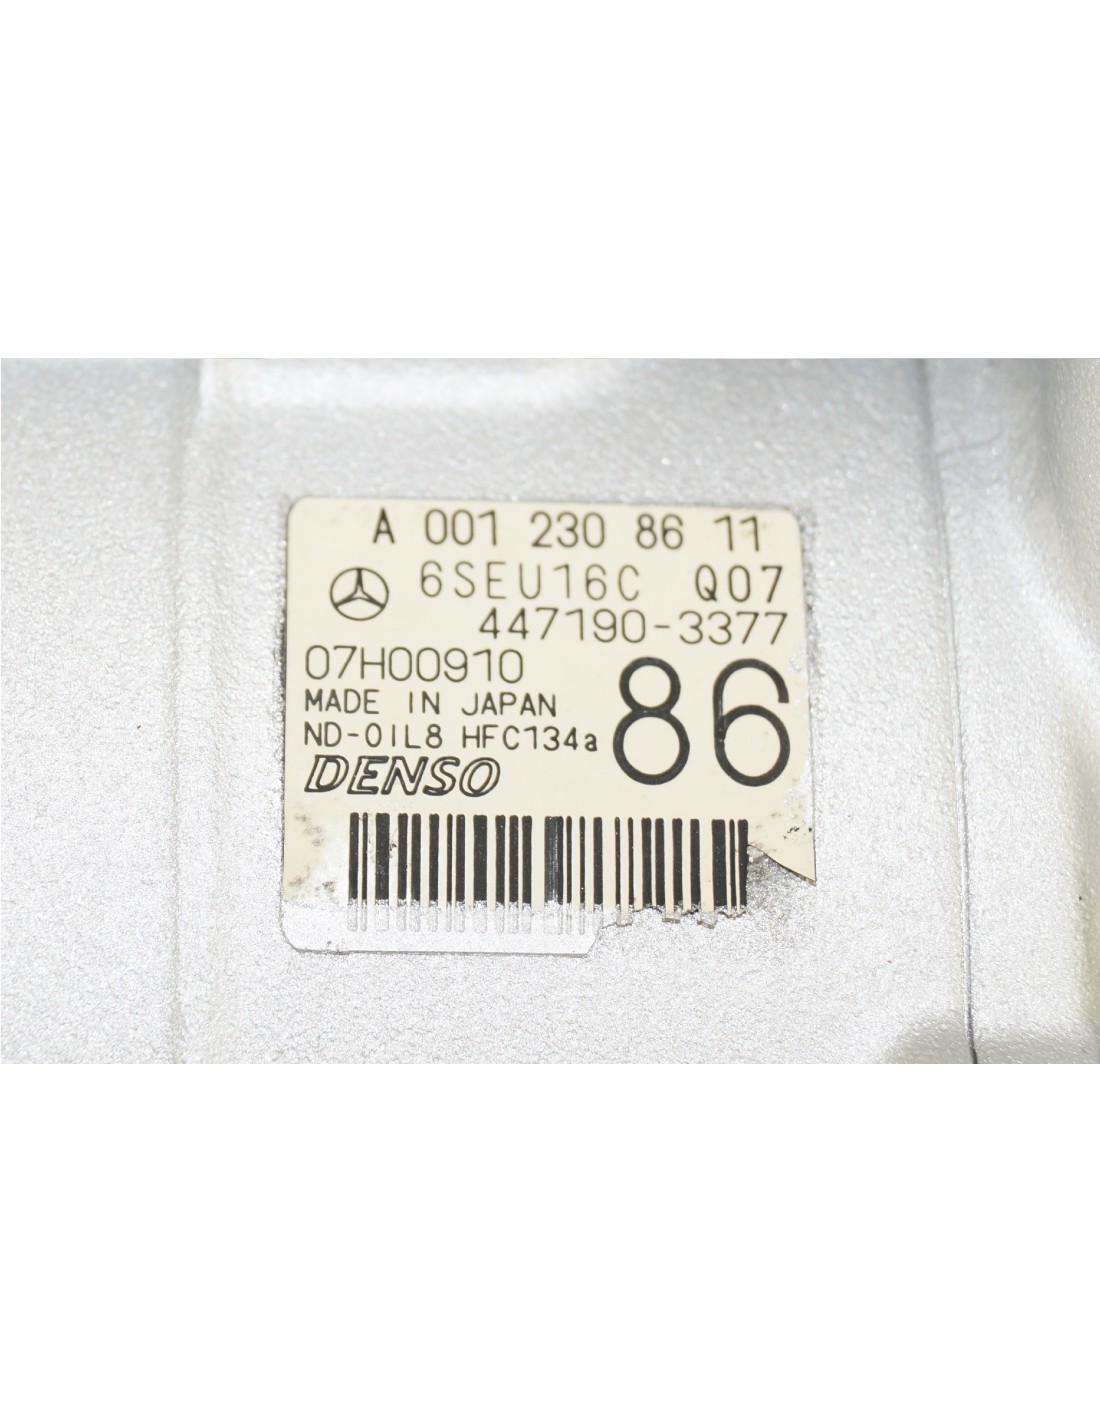 A 001 230 86 11
6SEU16C Q07
447190-3377
07H00910
86
MADE IN JAPAN
ND-OIL8 HFC134a
DENSO